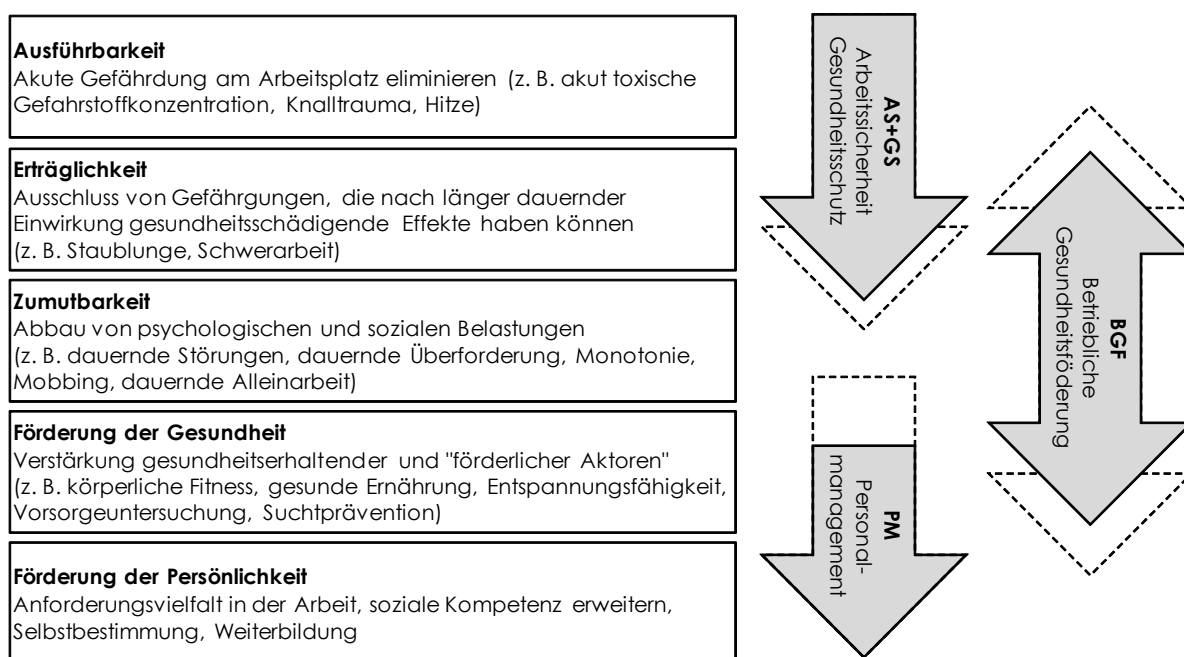 Ausführbarkeit
Akute Gefährdung am Arbeitsplatz eliminieren (z. B. akut toxische
Gefahrstoffkonzentration, Knalltrauma, Hitze)
Erträglichkeit
Ausschluss von Gefährgungen, die nach länger dauernder
Einwirkung gesundheitsschädigende Effekte haben können
(z. B. Staublunge, Schwerarbeit)
Zumutbarkeit
Abbau von psychologischen und sozialen Belastungen
(z. B. dauernde Störungen, dauernde Überforderung, Monotonie,
Mobbing, dauernde Alleinarbeit)
Förderung der Gesundheit
Verstärkung gesundheitserhaltender und "förderlicher Aktoren"
(z. B. körperliche Fitness, gesunde Ernährung, Entspannungsfähigkeit,
Vorsorgeuntersuchung, Suchtprävention)
Förderung der Persönlichkeit
Anforderungsvielfalt in der Arbeit, soziale Kompetenz erweitern,
Selbstbestimmung, Weiterbildung
AS+GS
Arbeitssicherheit
Gesundheitsschutz
PM
Personal-
management
BGF
Betriebliche
Gesundheitsföderung